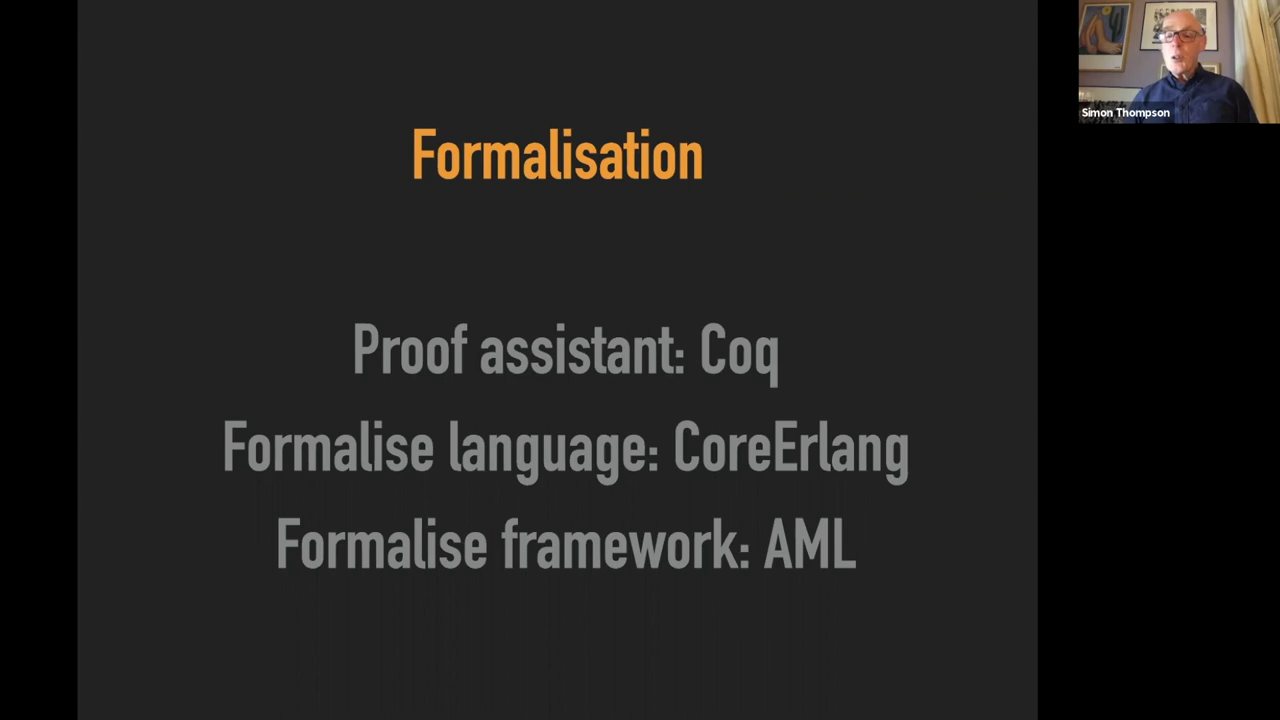 Formalisation
Proof assistant: Coq
Formalise language: CoreErlang
Formalise framework: AML
Simon Thompson